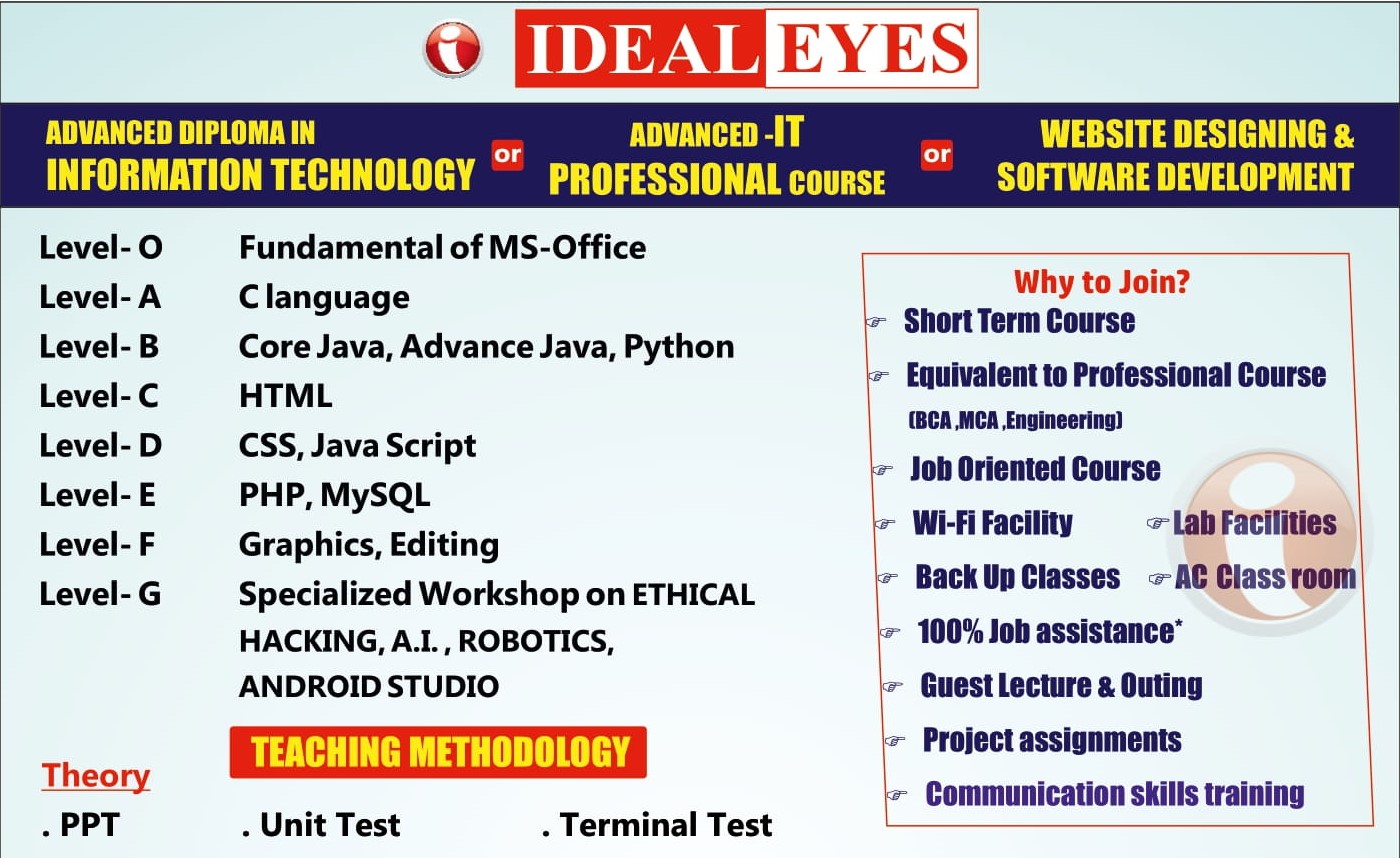 i IDEAL EYES
ADVANCED DIPLOMA IN
INFORMATION TECHNOLOGY
or
ADVANCED -IT
PROFESSIONAL COURSE
or
WEBSITE DESIGNING &
SOFTWARE DEVELOPMENT
Level- O Fundamental of MS-Office
Level- A C language
Level- B Core Java, Advance Java, Python
Level- C HTML
Level- D CSS, Java Script
Level- E PHP, MySQL
Level- F Graphics, Editing
Level- G Specialized Workshop on ETHICAL
HACKING, A.I. , ROBOTICS,
ANDROID STUDIO
Why to Join?
Short Term Course
Equivalent to Professional Course
(BCA ,MCA ,Engineering)
Job Oriented Course
Wi-Fi Facility Lab Facilities
Back Up Classes AC Class room
100% Job assistance*
Guest Lecture & Outing
Project assignments
Communication skills training
TEACHING METHODOLOGY
Theory
. PPT . Unit Test . Terminal Test